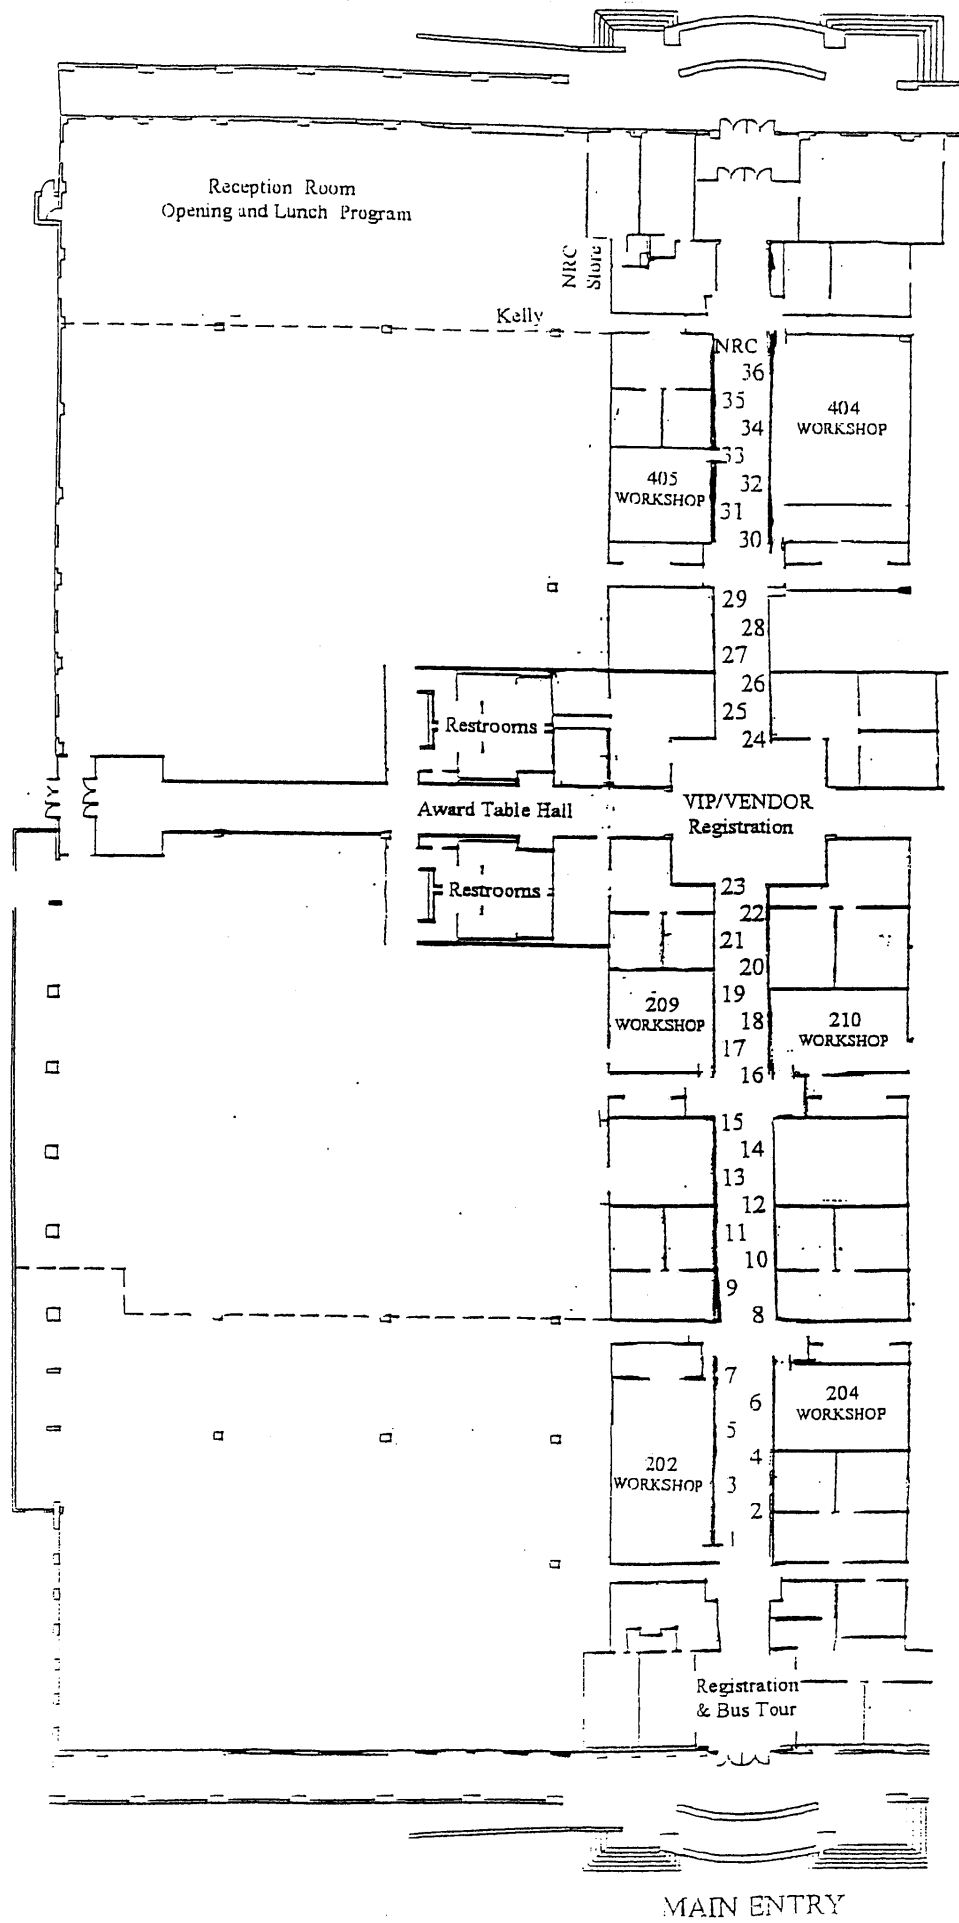 Reception Room
Opening and Lunch Program
NRC
Store
Kelly
NRC
36
35
404
WORKSHOP
34
33
405
WORKSHOP
32
31
30
29
28
27
26
25
Restrooms
24
Award Table Hall
VIP/VENDOR
Registration
Restrooms
23
22
21
20
19
209
WORKSHOP
18
210
WORKSHOP
17
16
15
14
13
12
11
10
9
8
7
6
204
WORKSHOP
5
4
202
WORKSHOP
3
2
1
Registration
& Bus Tour
MAIN ENTRY